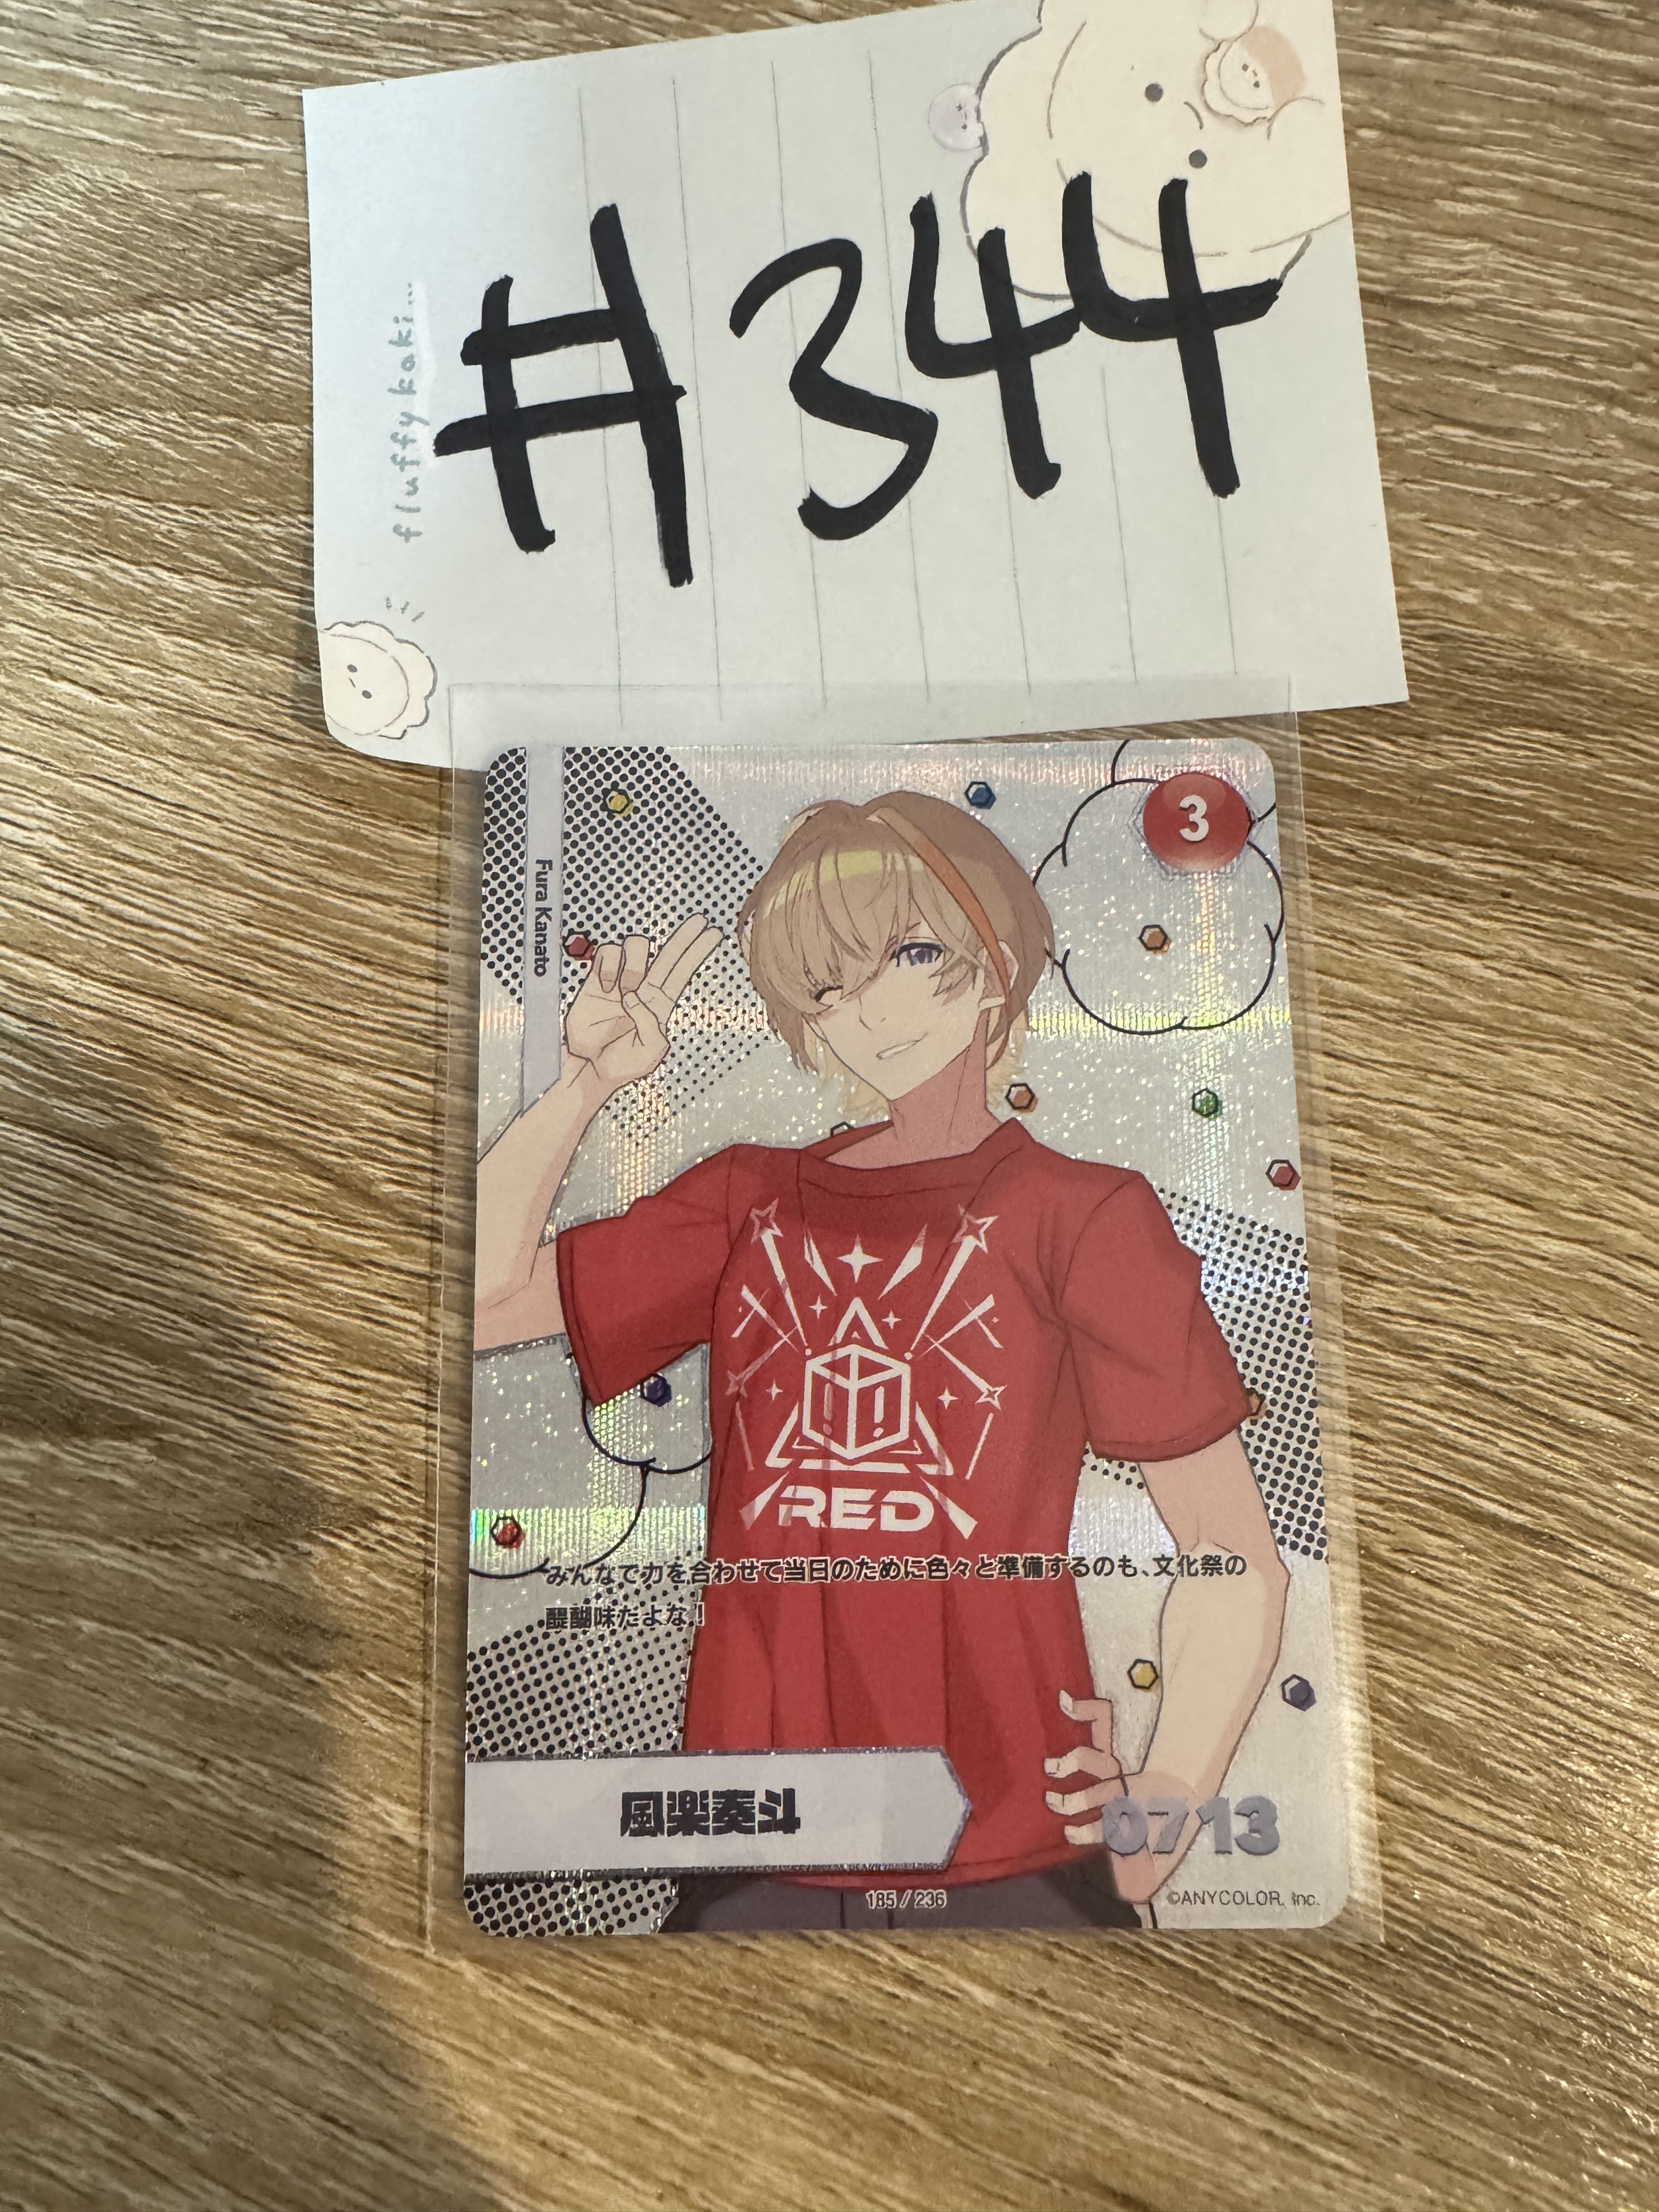 #344
fluffy kaki...
3
Fura Kanato
RED
みんなで力を合わせて当日のために色々と準備するのも、文化祭の
醍醐味だよな!
風楽奏斗
0713
185 / 236
©ANYCOLOR, Inc.